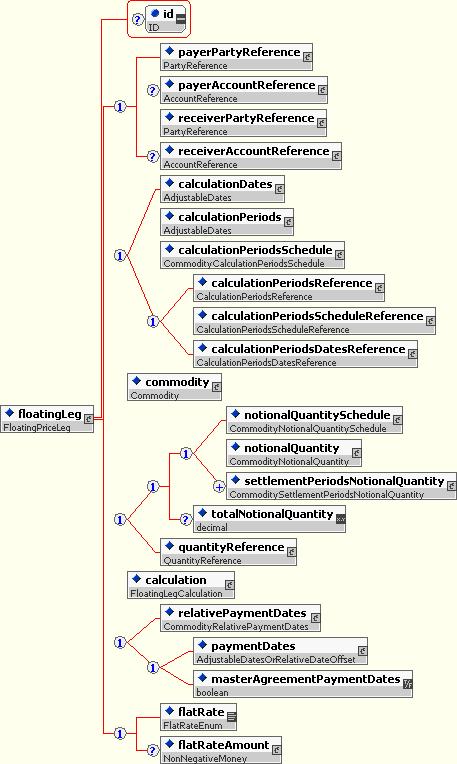 id
ID
payerPartyReference
PartyReference
payerAccountReference
AccountReference
receiverPartyReference
PartyReference
receiverAccountReference
AccountReference
calculationDates
AdjustableDates
calculationPeriods
AdjustableDates
calculationPeriodsSchedule
CommodityCalculationPeriodsSchedule
calculationPeriodsReference
CalculationPeriodsReference
calculationPeriodsScheduleReference
CalculationPeriodsScheduleReference
calculationPeriodsDatesReference
CalculationPeriodsDatesReference
commodity
Commodity
floatingLeg
FloatingPriceLeg
notionalQuantitySchedule
CommodityNotionalQuantitySchedule
notionalQuantity
CommodityNotionalQuantity
settlementPeriodsNotionalQuantity
CommoditySettlementPeriodsNotionalQuantity
totalNotionalQuantity
decimal
quantityReference
QuantityReference
calculation
FloatingLegCalculation
relativePaymentDates
CommodityRelativePaymentDates
paymentDates
AdjustableDatesOrRelativeDateOffset
masterAgreementPaymentDates
boolean
flatRate
FlatRateEnum
flatRateAmount
NonNegativeMoney